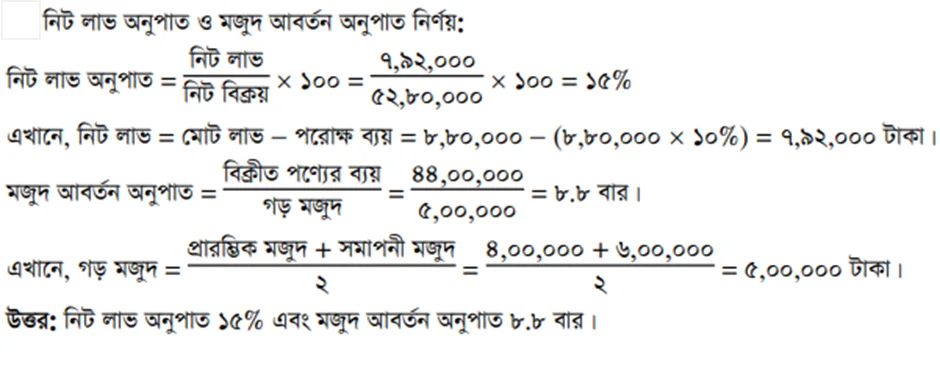 নিট লাভ অনুপাত ও মজুদ আবর্তন অনুপাত নির্ণয়:
নিট লাভ অনুপাত = নিট লাভ / নিট বিক্রয় × ১০০ = ৭,৯২,০০০ / ৫২,৮০,০০০ × ১০০ = ১৫%
এখানে, নিট লাভ = মোট লাভ – পরোক্ষ ব্যয় = ৮,৮০,০০০ – (৮,৮০,০০০ × ১০%) = ৭,৯২,০০০ টাকা।
মজুদ আবর্তন অনুপাত = বিক্রীত পণ্যের ব্যয় / গড় মজুদ = ৪৪,০০,০০০ / ৫,০০,০০০ = ৮.৮ বার।
এখানে, গড় মজুদ = প্রারম্ভিক মজুদ + সমাপনী মজুদ / ২ = ৪,০০,০০০ + ৬,০০,০০০ / ২ = ৫,০০,০০০ টাকা।
উত্তর: নিট লাভ অনুপাত ১৫% এবং মজুদ আবর্তন অনুপাত ৮.৮ বার।